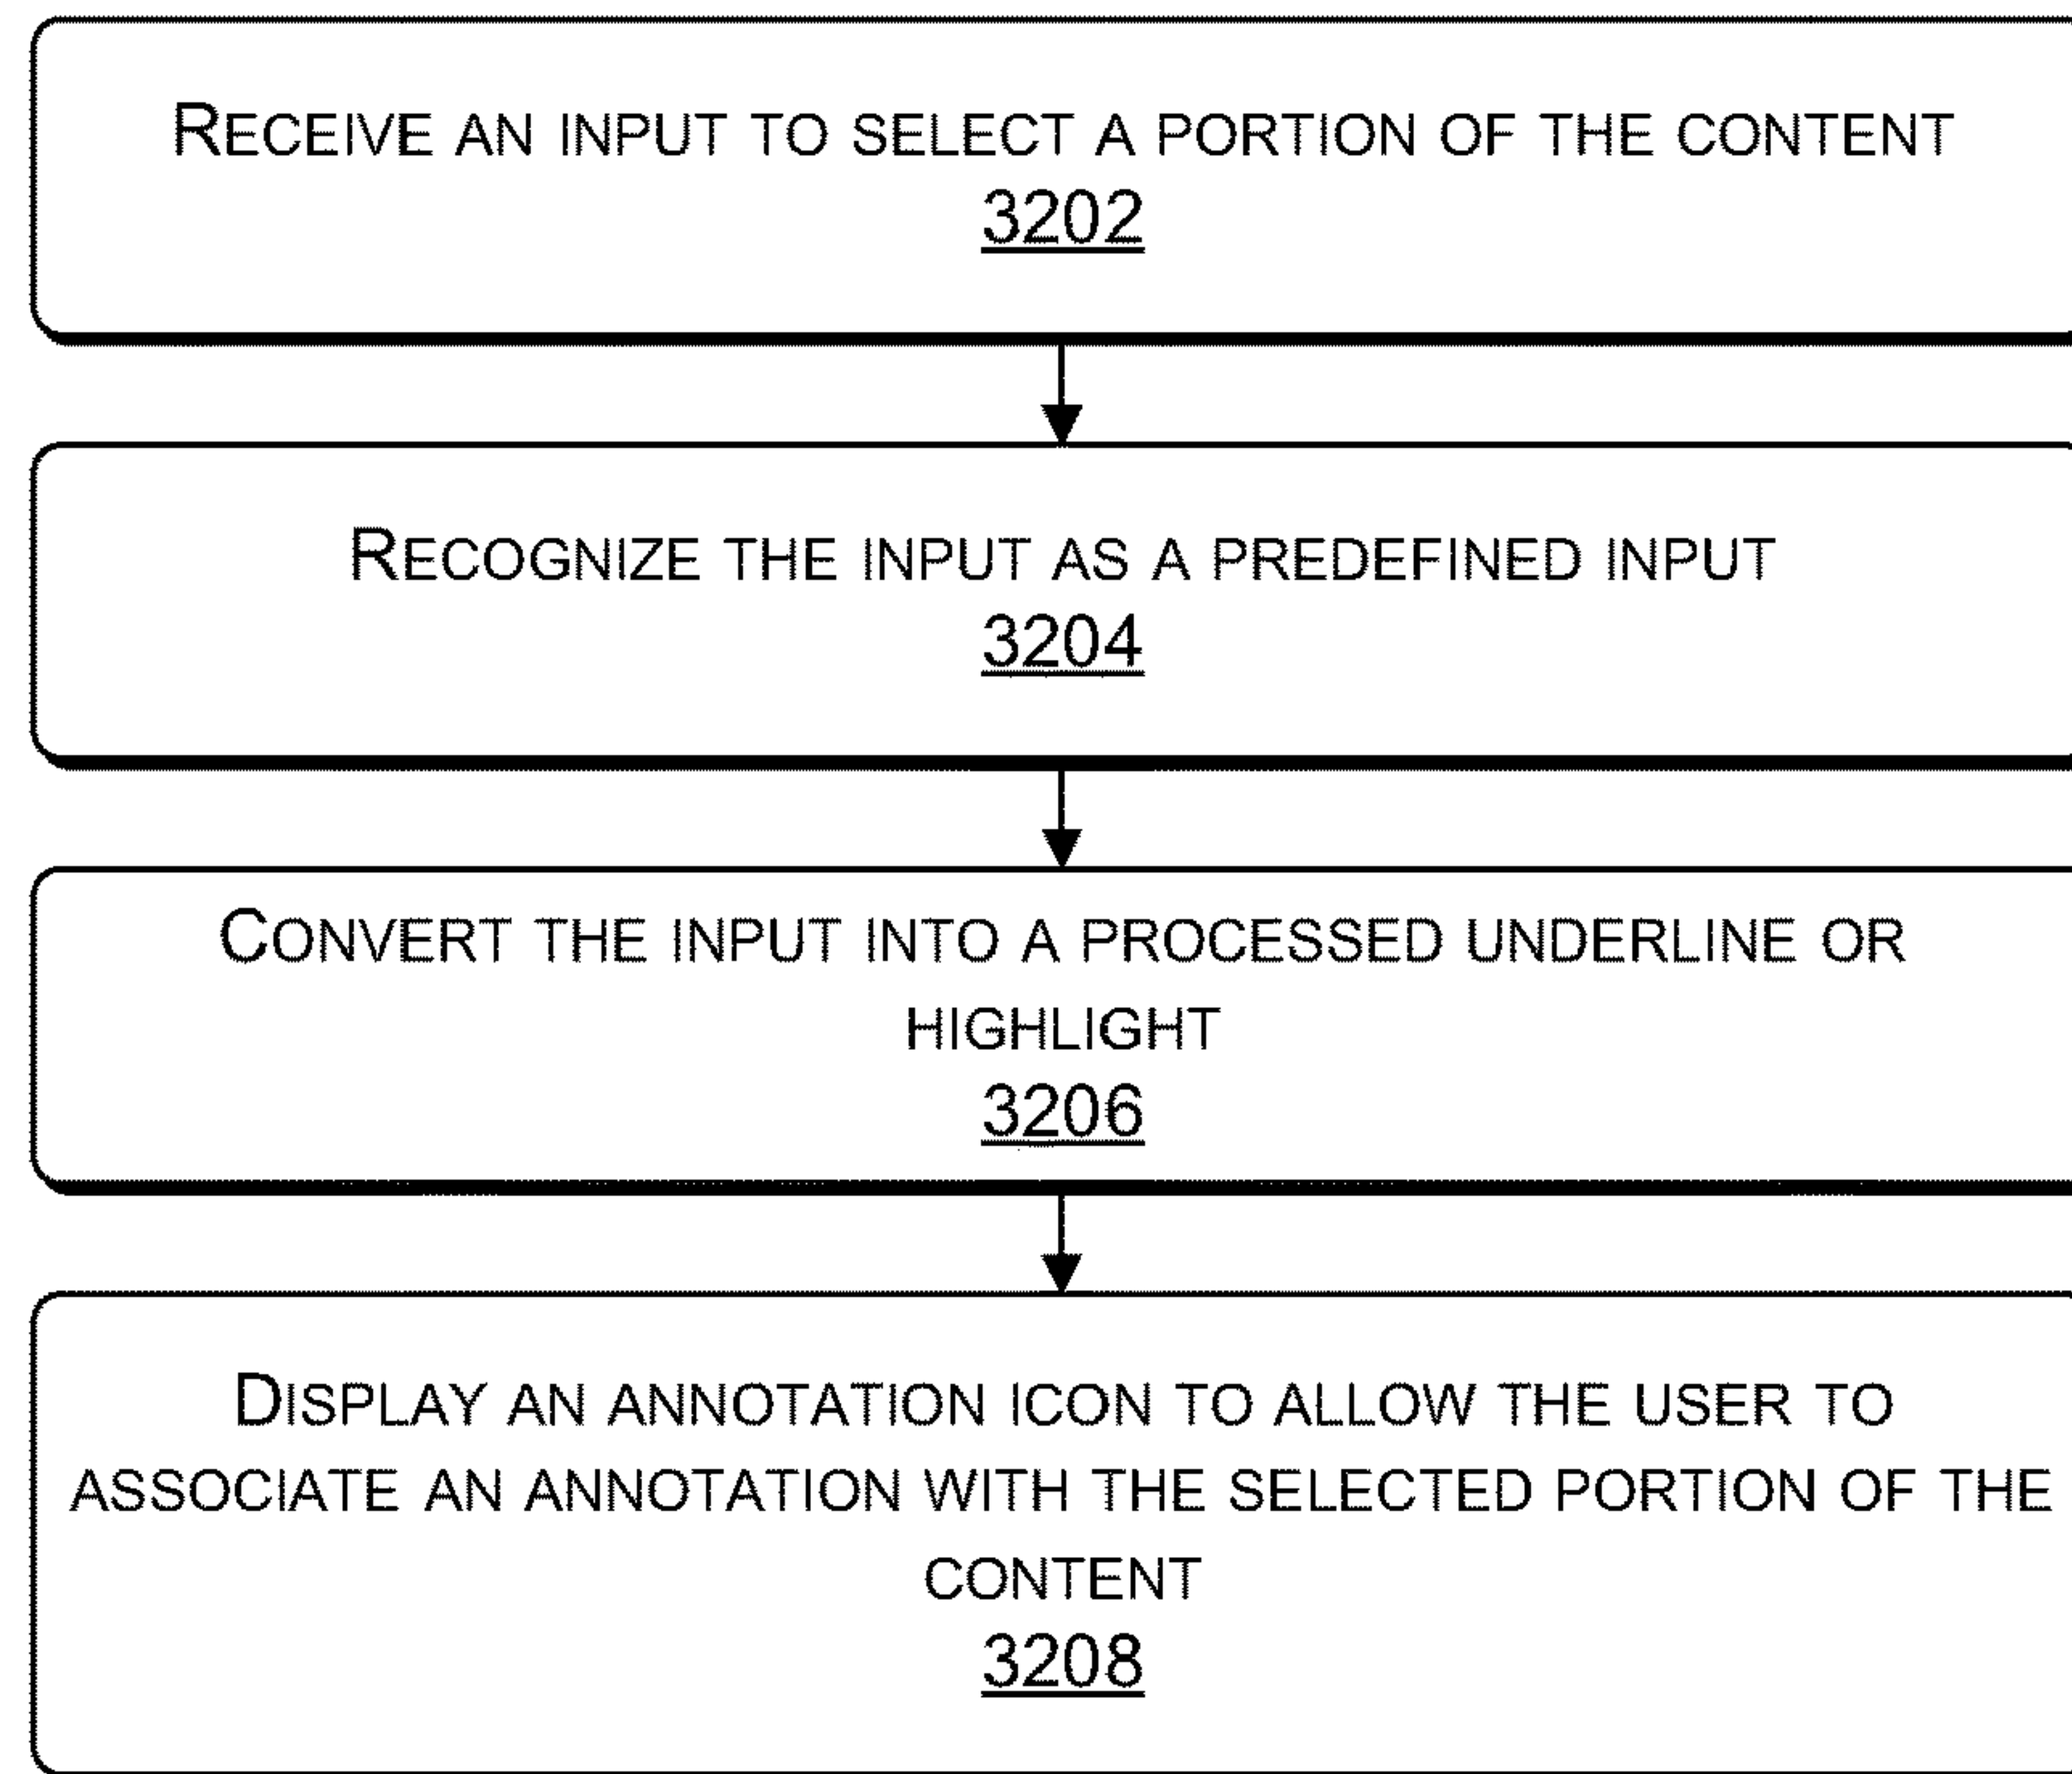 RECEIVE AN INPUT TO SELECT A PORTION OF THE CONTENT
3202
RECOGNIZE THE INPUT AS A PREDEFINED INPUT
3204
CONVERT THE INPUT INTO A PROCESSED UNDERLINE OR
HIGHLIGHT
3206
DISPLAY AN ANNOTATION ICON TO ALLOW THE USER TO
ASSOCIATE AN ANNOTATION WITH THE SELECTED PORTION OF THE
CONTENT
3208